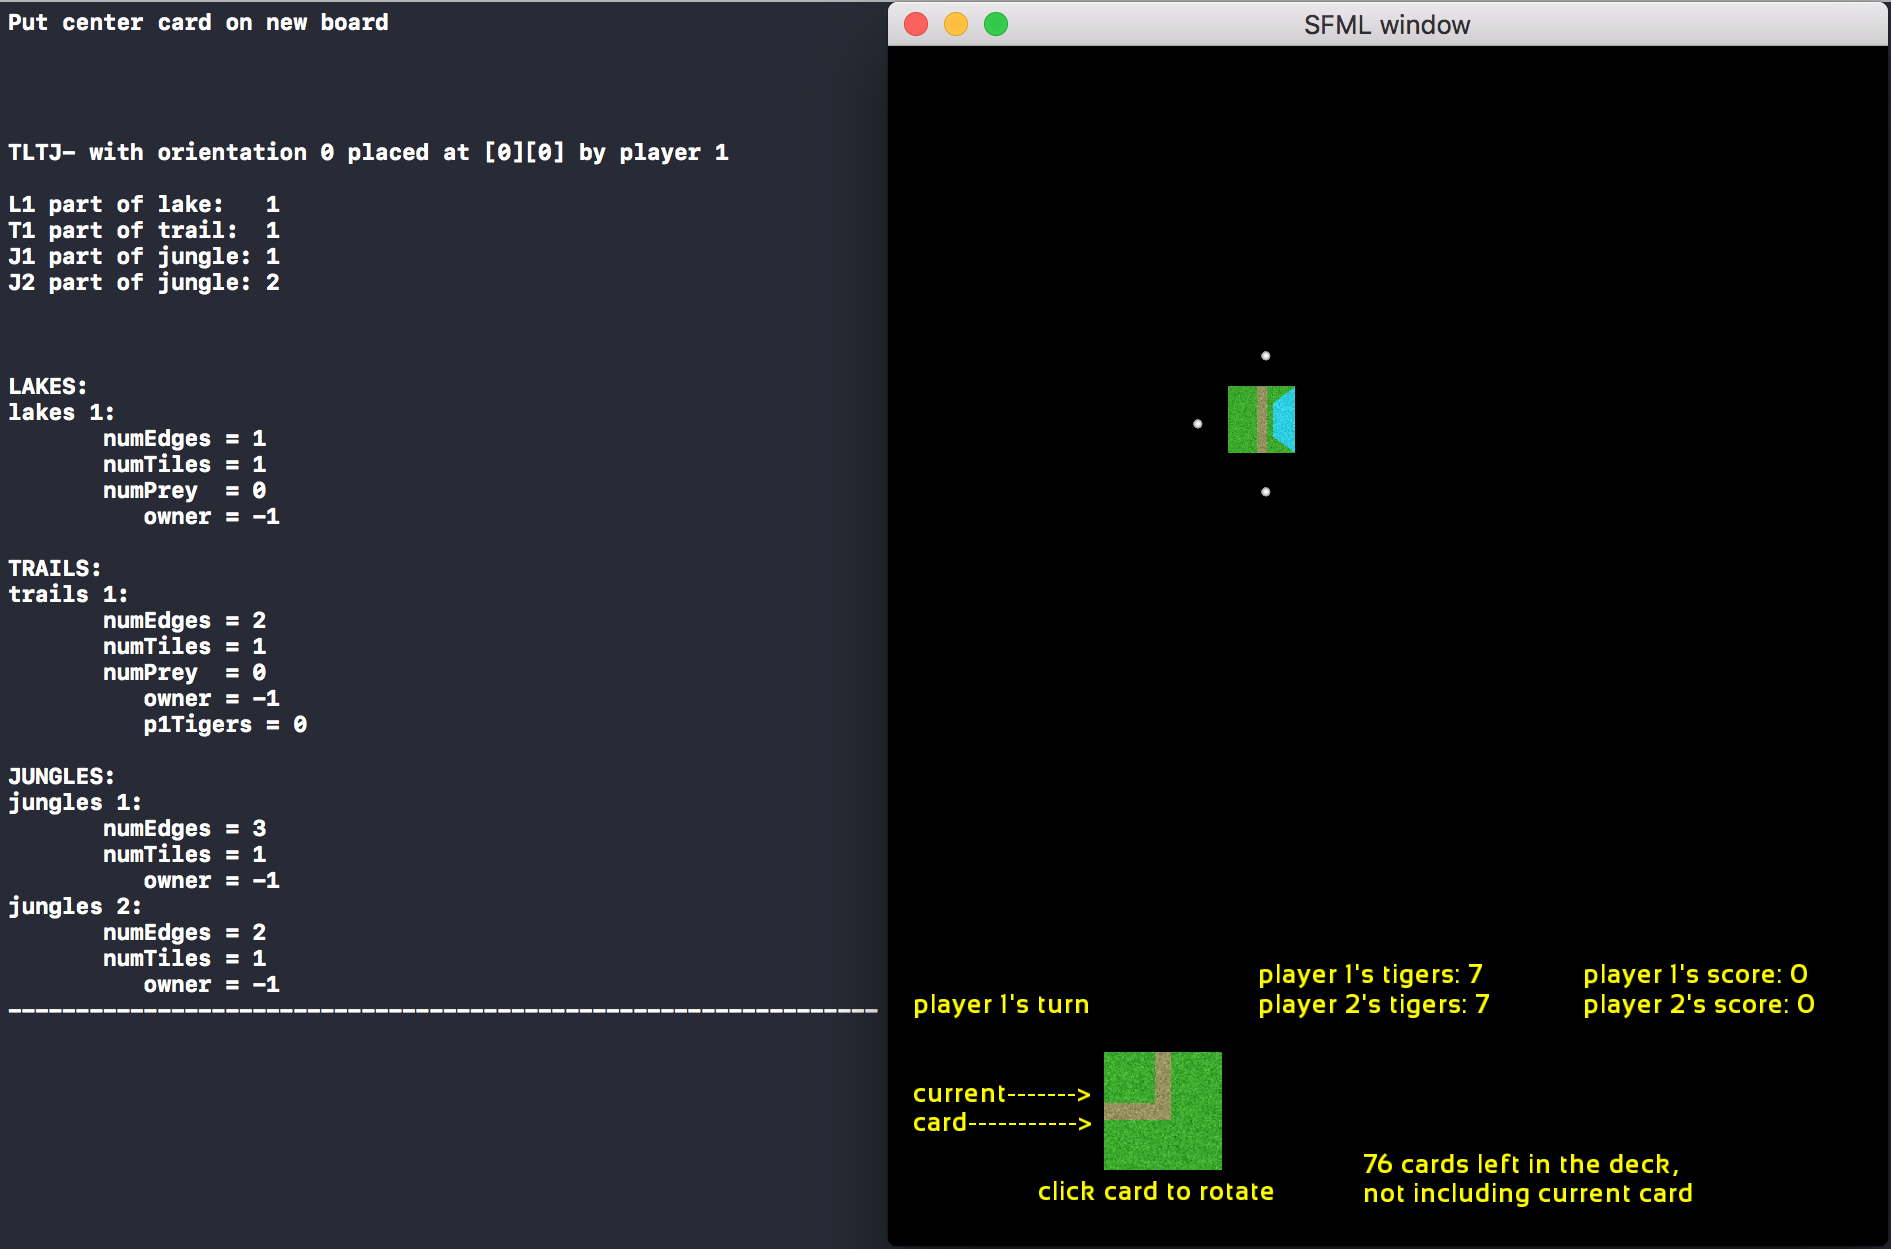 Put center card on new board
TLTJ- with orientation 0 placed at [0][0] by player 1
L1 part of lake:   1
T1 part of trail:  1
J1 part of jungle: 1
J2 part of jungle: 2
LAKES:
lakes 1:
numEdges = 1
numTiles = 1
numPrey  = 0
owner = -1
TRAILS:
trails 1:
numEdges = 2
numTiles = 1
numPrey  = 0
owner = -1
p1Tigers = 0
JUNGLES:
jungles 1:
numEdges = 3
numTiles = 1
owner = -1
jungles 2:
numEdges = 2
numTiles = 1
owner = -1
----------------------------------------------------------------
SFML window
player 1's turn
player 1's tigers: 7
player 2's tigers: 7
player 1's score: 0
player 2's score: 0
current------->
card----------->
click card to rotate
76 cards left in the deck,
not including current card